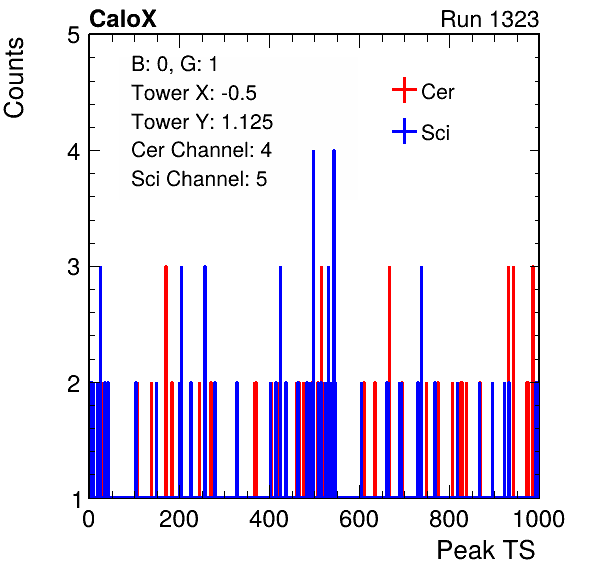 CaloX Run 1323
Counts
B: 0, G: 1
Tower X: -0.5
Tower Y: 1.125
Cer Channel: 4
Sci Channel: 5
Cer
Sci
5
4
3
2
1
0 200 400 600 800 1000
Peak TS